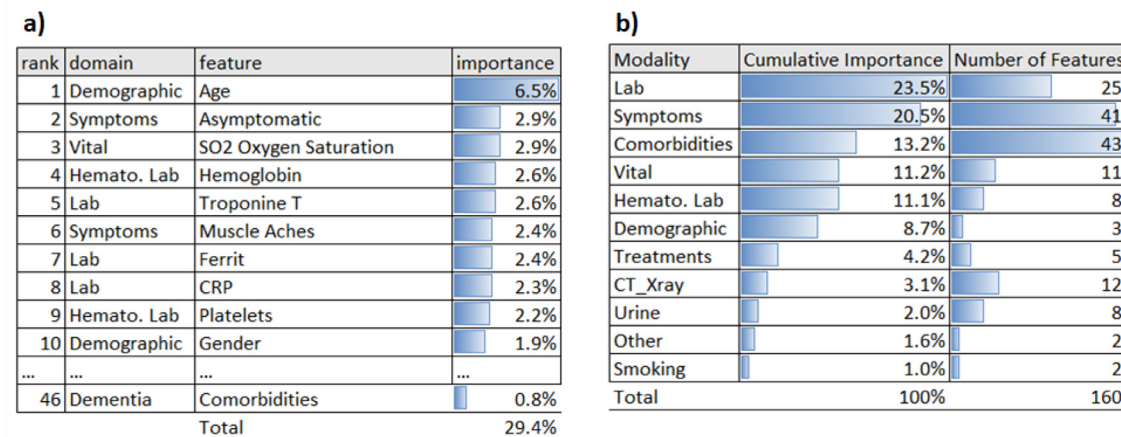 a)
rank domain feature importance
1 Demographic Age 6.5%
2 Symptoms Asymptomatic 2.9%
3 Vital SO2 Oxygen Saturation 2.9%
4 Hemato. Lab Hemoglobin 2.6%
5 Lab Troponine T 2.6%
6 Symptoms Muscle Aches 2.4%
7 Lab Ferrit 2.4%
8 Lab CRP 2.3%
9 Hemato. Lab Platelets 2.2%
10 Demographic Gender 1.9%
... ... ... ...
46 Dementia Comorbidities 0.8%
Total 29.4%
b)
Modality Cumulative Importance Number of Features
Lab 23.5% 25
Symptoms 20.5% 41
Comorbidities 13.2% 43
Vital 11.2% 11
Hemato. Lab 11.1% 8
Demographic 8.7% 3
Treatments 4.2% 5
CT_Xray 3.1% 12
Urine 2.0% 8
Other 1.6% 2
Smoking 1.0% 2
Total 100% 160